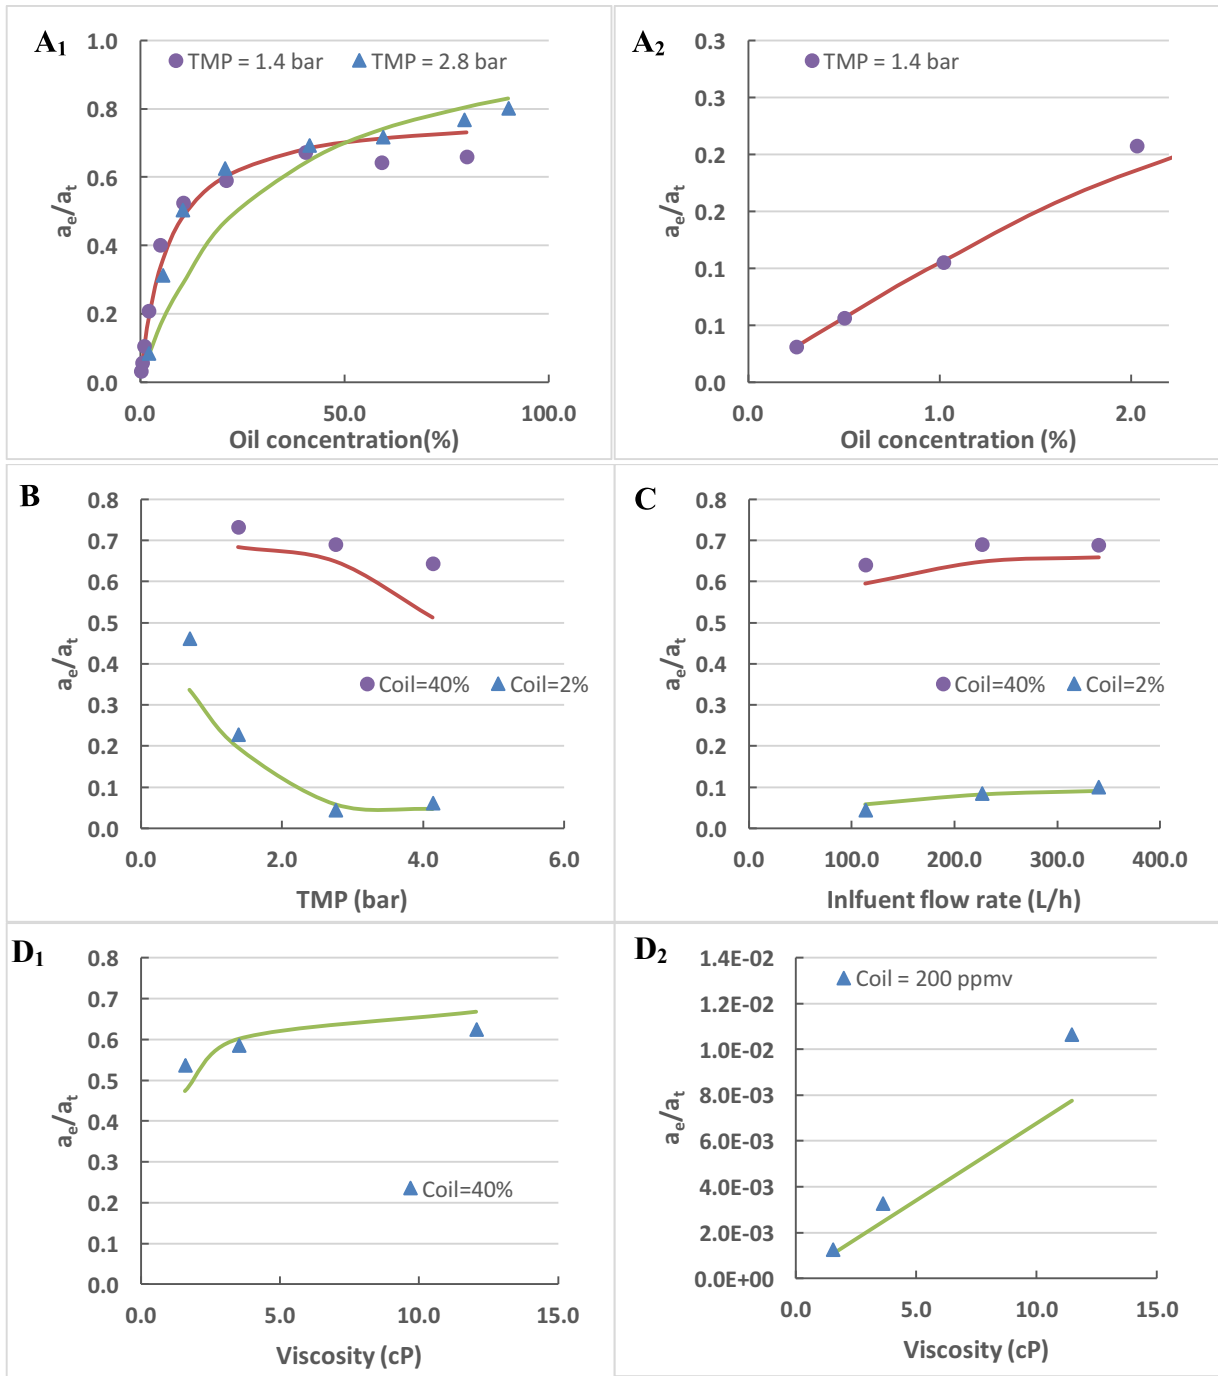 A1
TMP = 1.4 bar
TMP = 2.8 bar
1.0
0.8
0.6
0.4
0.2
0.0
ae/at
0.0
50.0
100.0
Oil concentration(%)
A2
TMP = 1.4 bar
0.3
0.3
0.2
0.2
0.1
0.1
0.0
ae/at
0.0
1.0
2.0
Oil concentration (%)
B
0.8
0.7
0.6
0.5
0.4
0.3
0.2
0.1
0.0
ae/at
Coil=40%
Coil=2%
0.0
2.0
4.0
6.0
TMP (bar)
C
0.8
0.7
0.6
0.5
0.4
0.3
0.2
0.1
0.0
ae/at
Coil=40%
Coil=2%
0.0
100.0
200.0
300.0
400.0
Inlfuent flow rate (L/h)
D1
0.8
0.7
0.6
0.5
0.4
0.3
0.2
0.1
0.0
ae/at
Coil=40%
0.0
5.0
10.0
15.0
Viscosity (cP)
D2
1.4E-02
1.2E-02
1.0E-02
8.0E-03
6.0E-03
4.0E-03
2.0E-03
0.0E+00
ae/at
Coil = 200 ppmv
0.0
5.0
10.0
15.0
Viscosity (cP)